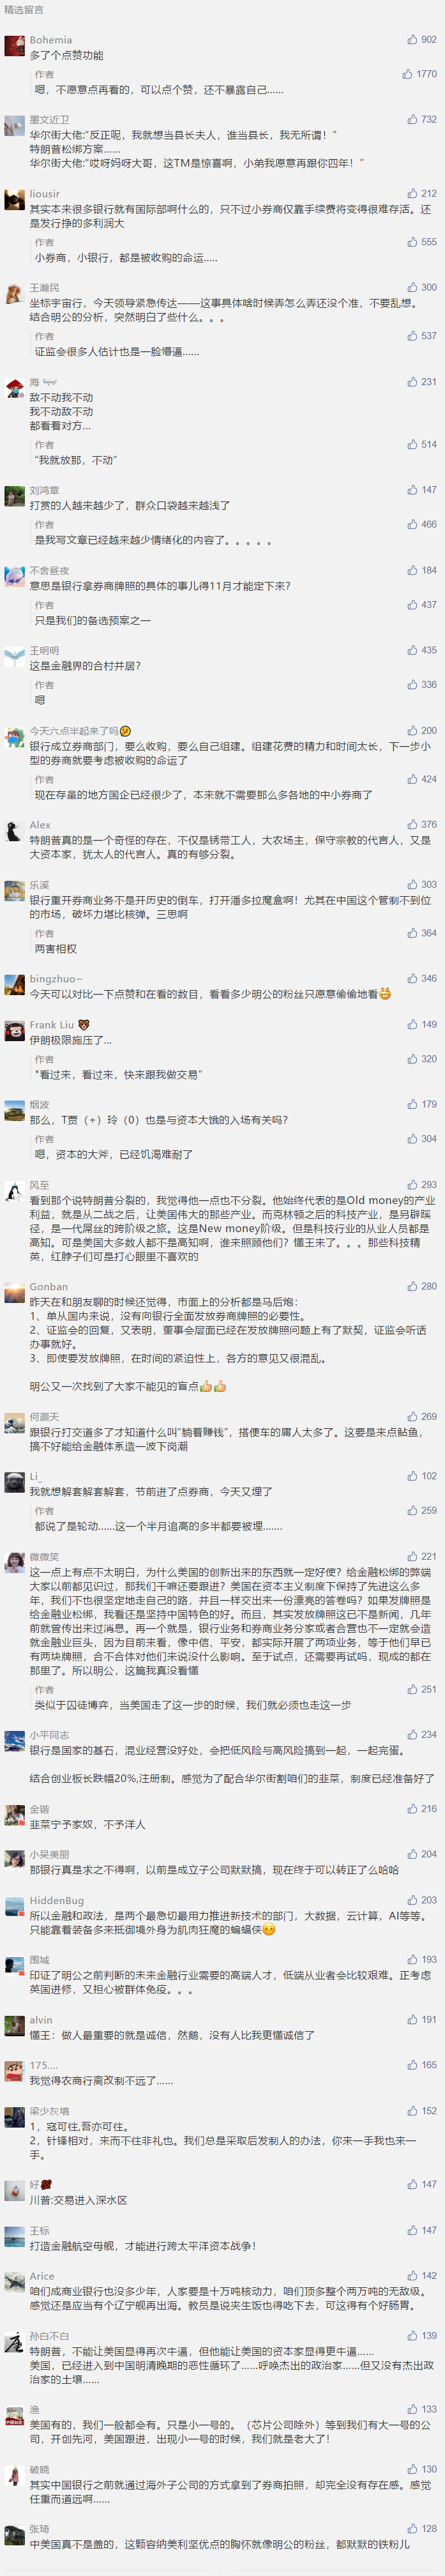 精选留言
Bohemia 902
多了个点赞功能
作者 1770
嗯，不愿意点再看的，可以点个赞，还不暴露自己......
墨文近卫 732
华尔街大佬:“反正呢，我就想当县长夫人，谁当县长，我无所谓！”
特朗普松绑方案......
华尔街大佬:“哎呀妈呀大哥，这TM是惊喜啊，小弟我愿意再跟你四年！”
liousir 212
其实本来很多银行就有国际部啊什么的，只不过小券商仅靠手续费将变得很难存活。还
是发行挣的多利润大
作者 555
小券商，小银行，都是被收购的命运.....
王瀚民 300
坐标宇宙行，今天领导紧急传达——这事具体啥时候弄怎么弄还没个准，不要乱想。
结合明公的分析，突然明白了些什么。。。
作者 537
证监会很多人估计也是一脸懵逼......
海 231
敌不动我不动
我不动敌不动
都看看对方...
作者 514
“我就放那，不动”
刘鸿章 147
打赏的人越来越少了，群众口袋越来越浅了
作者 466
是我写文章已经越来越少情绪化的内容了。。。。。
不舍昼夜 184
意思是银行拿券商牌照的具体的事儿得11月才能定下来?
作者 437
只是我们的备选预案之一
王明明 435
这是金融界的合村并居?
作者 336
嗯
今天六点半起来了吗🤣 200
银行成立券商部门，要么收购，要么自己组建。组建花费的精力和时间太长，下一步小
型的券商就要考虑被收购的命运了
作者 424
现在存量的地方国企已经很少了，本来就不需要那么多各地的中小券商了
Alex 376
特朗普真的是一个奇怪的存在，不仅是锈带工人，大农场主，保守宗教的代言人，又是
大资本家，犹太人的代言人。真的有够分裂。
乐溪 303
银行重开券商业务不是开历史的倒车，打开潘多拉魔盒啊！尤其在中国这个管制不到位
的市场，破坏力堪比核弹。三思啊
作者 364
两害相权
bingzhuo~ 346
今天可以对比一下点赞和在看的数目，看看多少明公的粉丝只愿意偷偷地看😆
Frank Liu 🐻 149
伊朗极限施压了...
作者 320
“看过来，看过来，快来跟我做交易”
烟波 179
那么，T贾（+）玲（0）也是与资本大饿的入场有关吗?
作者 304
嗯，资本的大斧，已经饥渴难耐了
风至 293
看到那个说特朗普分裂的，我觉得他一点也不分裂。他始终代表的是Old money的产业
利益，就是从二战之后，让美国伟大的那些产业。而克林顿之后的科技产业，是另辟蹊
径，是一代屌丝的跨阶级之旅。这是New money阶级。但是科技行业的从业人员都是
高知。可是美国大多数人都不是高知啊，谁来照顾他们？懂王来了。。。那些科技精
英，红脖子们可是打心眼里不喜欢的
Gonban 280
昨天在和朋友聊的时候还觉得，市面上的分析都是马后炮：
1、单从国内来说，没有向银行全面发放券商牌照的必要性。
2、证监会的回复，又表明，董事会层面已经在发放牌照问题上有了默契，证监会听话
办事就好。
3、即使要发放牌照，在时间的紧迫性上，各方的意见又很混乱。
明公又一次找到了大家不能见的盲点👍👍
何灏天 269
跟银行打交道多了才知道什么叫“躺着赚钱”，搭便车的庸人太多了。这要是来点鲇鱼，
搞不好能给金融体系造一波下岗潮
Li_ 102
我就想解套解套解套，节前进了点券商，今天又埋了
作者 259
都说了是轮动......这一个半月追高的多半都要被埋.......
微微笑 221
这一点上有点不太明白，为什么美国的创新出来的东西就一定好使？给金融松绑的弊端
大家以前都见识过，那我们干嘛还要跟进？美国在资本主义制度下保持了先进这么多
年，我们不也很坚定地走自己的路，并且一样交出来一份漂亮的答卷吗？如果发牌照是
给金融业松绑，我看还是坚持中国特色的好。而且，其实发牌照这已不是新闻，几年
前就曾传出来过消息。再一个就是，银行业务和券商业务分家或者合营也不一定就会造
就金融业巨头，因为目前来看，像中信、平安，都实际开展了两项业务，等于他们早已
有两块牌照，合不合体对他们来说没什么影响。至于试点，还需要再试吗，现成的都在
那里了。所以明公，这篇我真没看懂
作者 251
类似于囚徒博弈，当美国走了这一步的时候，我们就必须也走这一步
小平同志 234
银行是国家的基石，混业经营没好处，会把低风险与高风险搞到一起，一起完蛋。
结合创业板长跌幅20%,注册制。感觉为了配合华尔街割咱们的韭菜，制度已经准备好了
金锴 216
韭菜宁予家奴，不予洋人
小吴美丽 204
那银行真是求之不得啊，以前是成立子公司默默搞，现在终于可以转正了么哈哈
HiddenBug 203
所以金融和政法，是两个最急切最用力推进新技术的部门，大数据，云计算，AI等等。
只能靠着装备多来抵御境外身为肌肉狂魔的蝙蝠侠
围城 193
印证了明公之前判断的未来金融行业需要的高端人才，低端从业者会比较艰难。正考虑
英国进修，又担心被群体免疫。。。
alvin 191
懂王：做人最重要的就是诚信，然鹅，没有人比我更懂诚信了
175.... 165
我觉得农商行离改制不远了......
梁少灰墙 152
1，寇可往,吾亦可往。
2，针锋相对，来而不往非礼也。我们总是采取后发制人的办法，你来一手我也来一
手。
好 147
川普:交易进入深水区
王标 147
打造金融航空母舰，才能进行跨太平洋资本战争！
Arice 142
咱们成商业银行也没多少年，人家要是十万吨核动力，咱们顶多整个两万吨的无敌级。
感觉还是应当有个辽宁舰再出海。教员是说夹生饭也得吃下去，可这得有个好肠胃。
孙白不白 139
特朗普，不能让美国显得再次牛逼，但他能让美国的资本家显得更牛逼......
美国，已经进入到中国明清晚期的恶性循环了......呼唤杰出的政治家......但又没有杰出政
治家的土壤......
渔 133
美国有的，我们一般都会有。只是小一号的。（芯片公司除外）等到我们有大一号的公
司，开创先河，美国跟进，出现小一号的时候，我们就是老大了！
破晓 130
其实中国银行之前就通过海外子公司的方式拿到了券商拍照，却完全没有存在感。感觉
任重而道远啊......
张琦 128
中美国真不是盖的，这颗容纳美利坚优点的胸怀就像明公的粉丝，都默默的铁粉儿